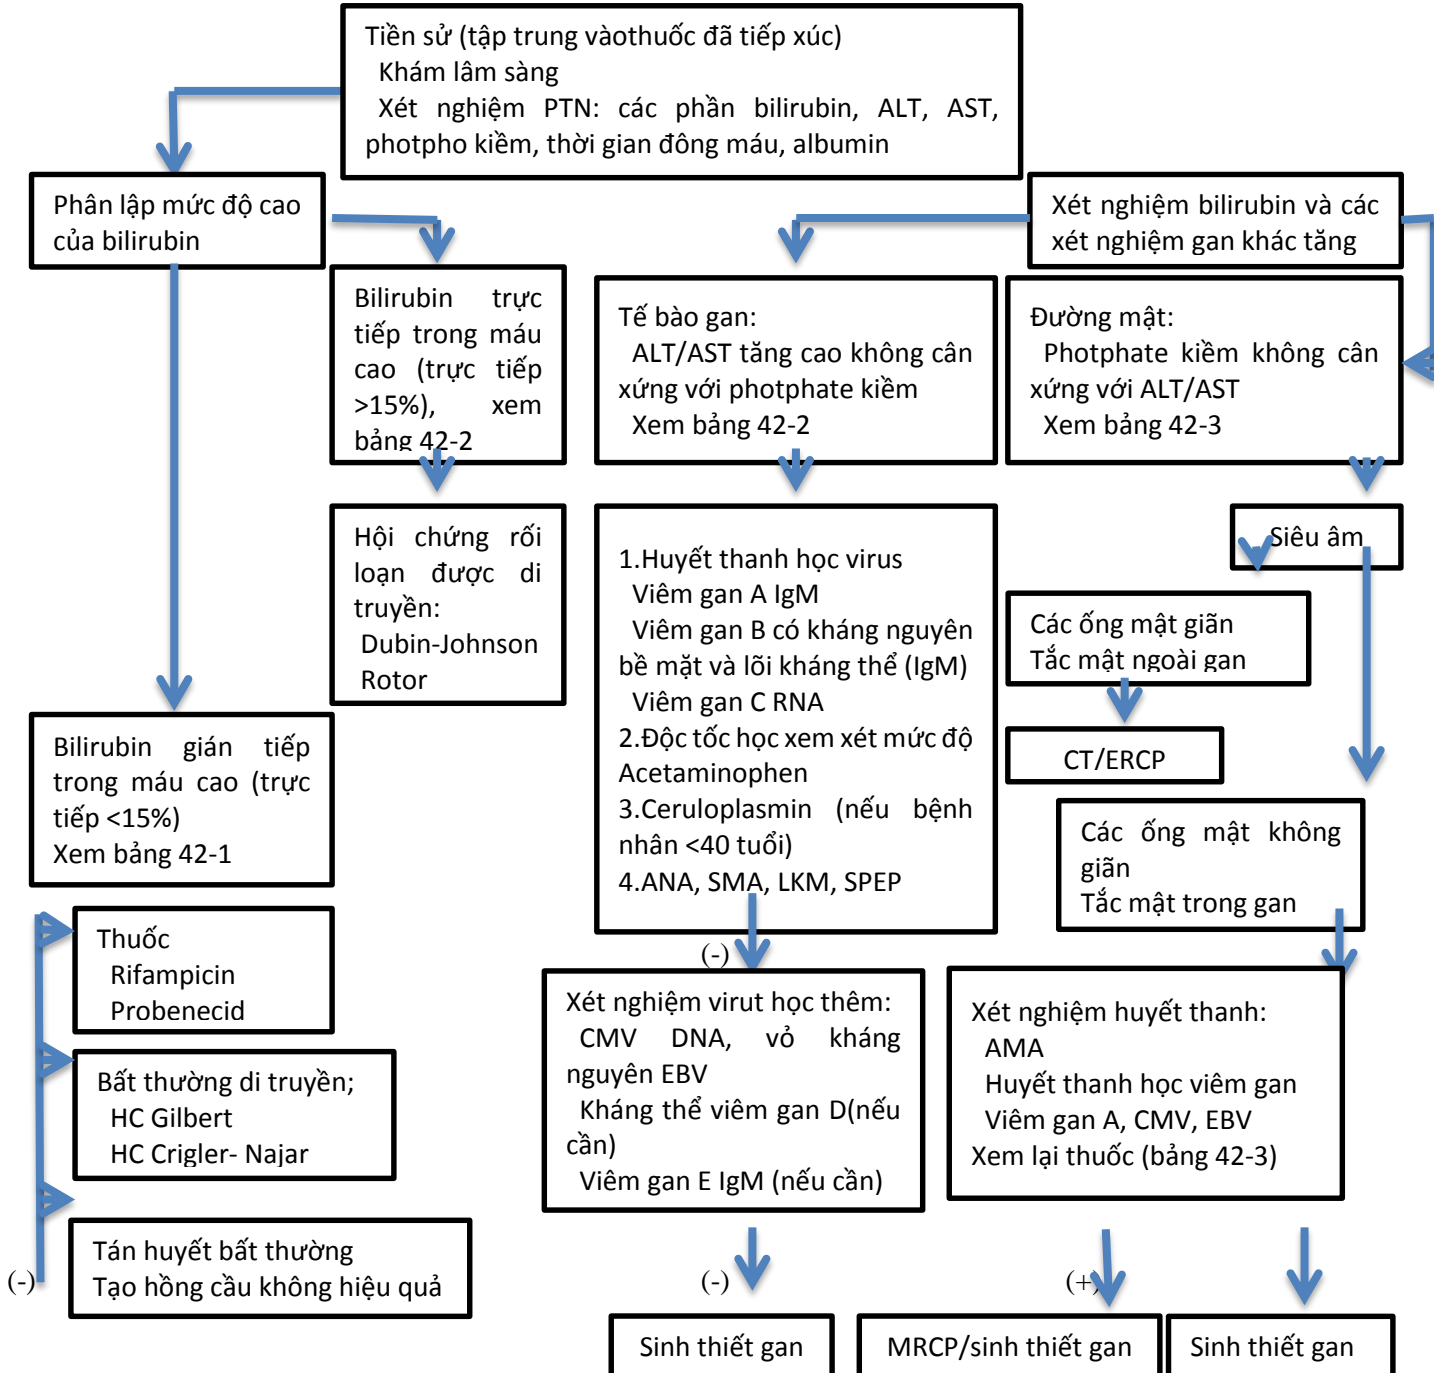 Tiền sử (tập trung vàothuốc đã tiếp xúc)
Khám lâm sàng
Xét nghiệm PTN: các phần bilirubin, ALT, AST,
photpho kiềm, thời gian đông máu, albumin
Phân lập mức độ cao
của bilirubin
Xét nghiệm bilirubin và các
xét nghiệm gan khác tăng
Bilirubin trực
tiếp trong máu
cao (trực tiếp
>15%), xem
bảng 42-2
Tế bào gan:
ALT/AST tăng cao không cân
xứng với photphate kiềm
Xem bảng 42-2
Đường mật:
Photphate kiềm không cân
xứng với ALT/AST
Xem bảng 42-3
Hội chứng rối
loạn được di
truyền:
Dubin-Johnson
Rotor
1.Huyết thanh học virus
Viêm gan A IgM
Viêm gan B có kháng nguyên
bề mặt và lõi kháng thể (IgM)
Viêm gan C RNA
2.Độc tốc học xem xét mức độ
Acetaminophen
3.Ceruloplasmin (nếu bệnh
nhân <40 tuổi)
4.ANA, SMA, LKM, SPEP
Siêu âm
Các ống mật giãn
Tắc mật ngoài gan
CT/ERCP
Các ống mật không
giãn
Tắc mật trong gan
Bilirubin gián tiếp
trong máu cao (trực
tiếp <15%)
Xem bảng 42-1
Thuốc
Rifampicin
Probenecid
Bất thường di truyền;
HC Gilbert
HC Crigler- Najar
Tán huyết bất thường
Tạo hồng cầu không hiệu quả
(-)
(-)
Xét nghiệm virut học thêm:
CMV DNA, vỏ kháng
nguyên EBV
Kháng thể viêm gan D(nếu
cần)
Viêm gan E IgM (nếu cần)
Xét nghiệm huyết thanh:
AMA
Huyết thanh học viêm gan
Viêm gan A, CMV, EBV
Xem lại thuốc (bảng 42-3)
(-)
(+)
Sinh thiết gan
MRCP/sinh thiết gan
Sinh thiết gan